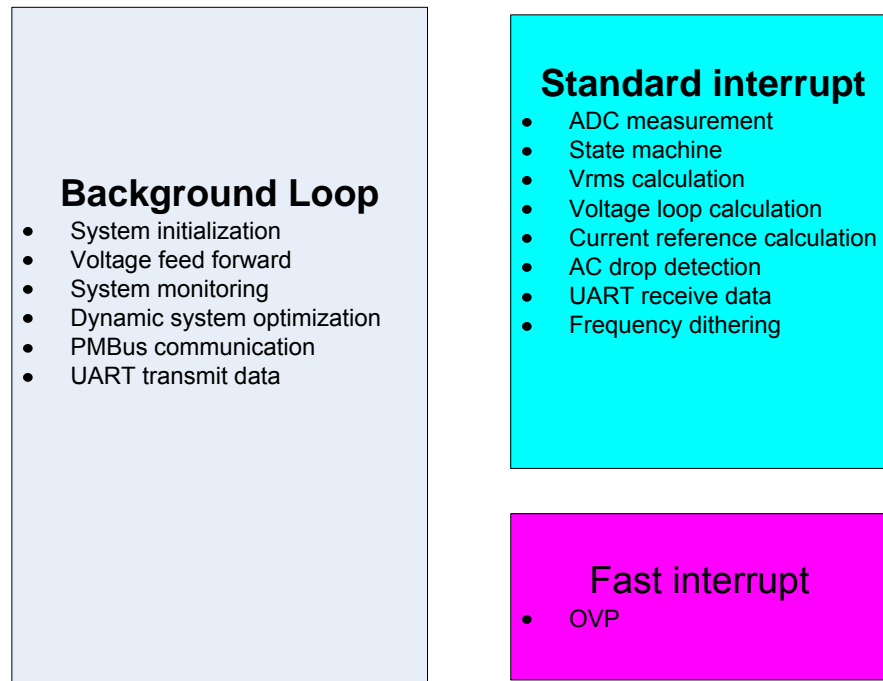 Background Loop
• System initialization
• Voltage feed forward
• System monitoring
• Dynamic system optimization
• PMBus communication
• UART transmit data
Standard interrupt
• ADC measurement
• State machine
• Vrms calculation
• Voltage loop calculation
• Current reference calculation
• AC drop detection
• UART receive data
• Frequency dithering
Fast interrupt
• OVP